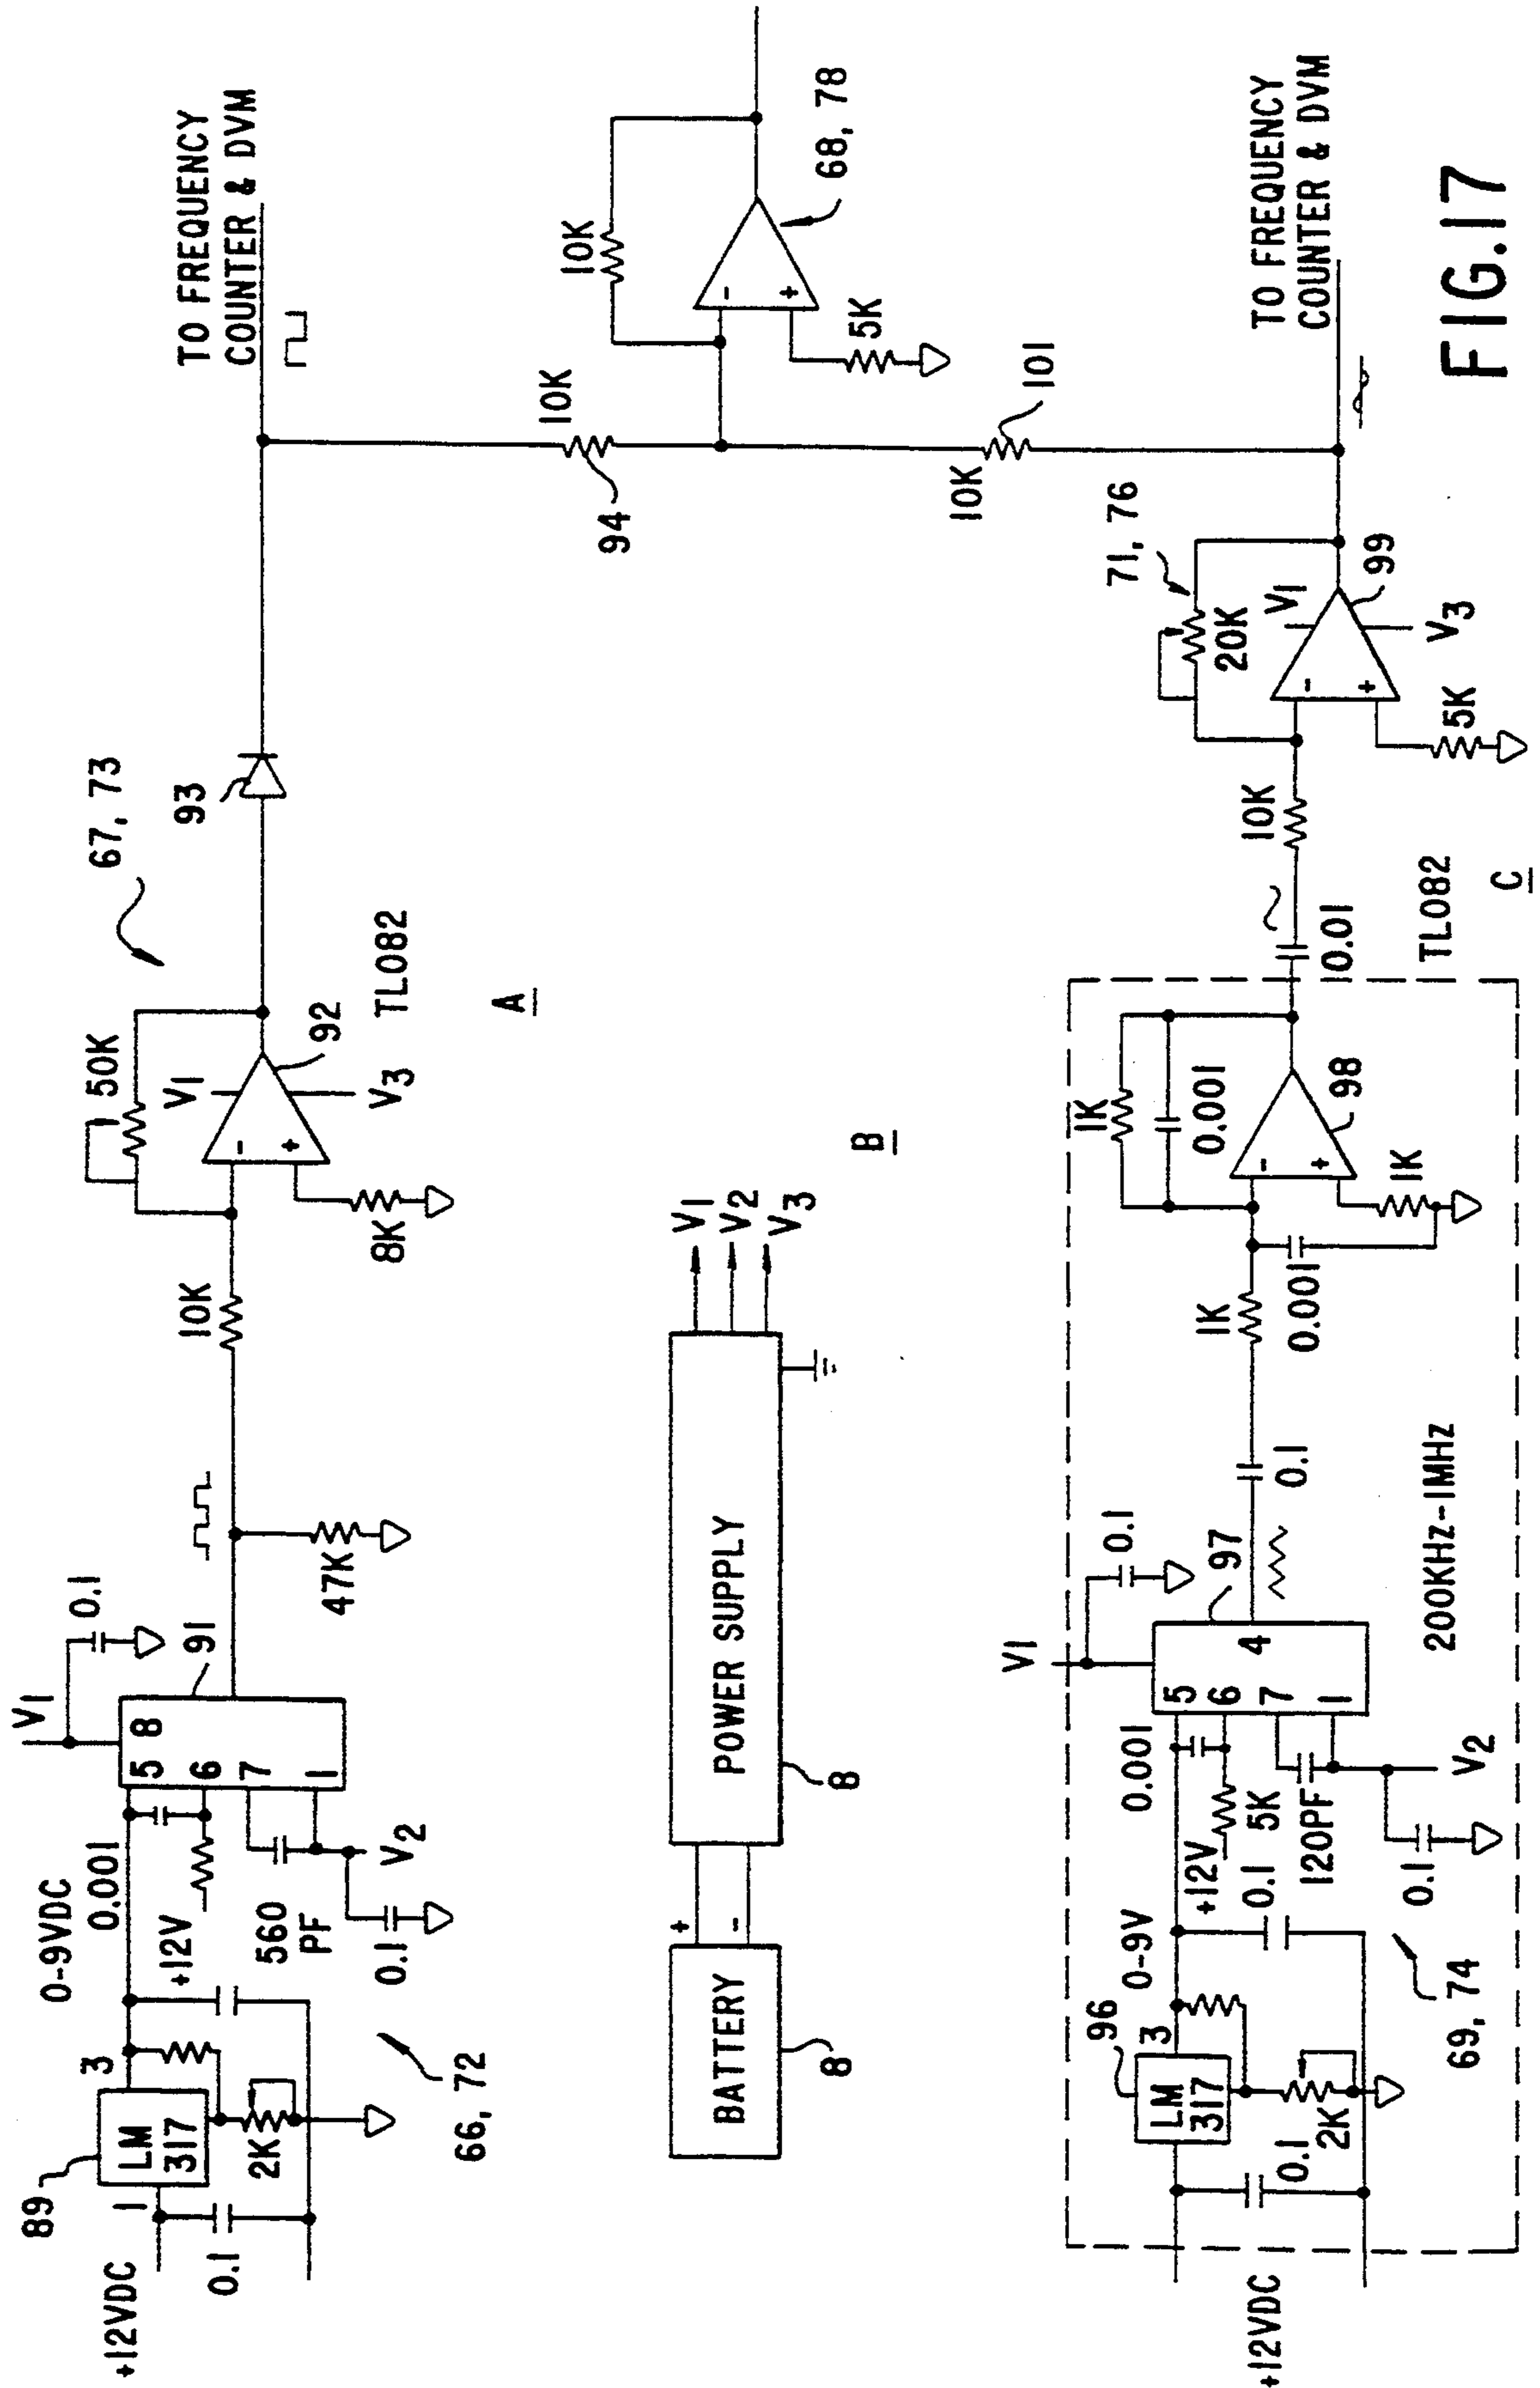 89
+12VDC
0.1
1
LM
317
3
2K
66, 72
0-9VDC
0.001
+12V
560
PF
0.1
V2
V1
0.1
5
8
6
7
1
91
47K
10K
8K
50K
V1
-
+
V3
92
TL082
A
67, 73
93
TO FREQUENCY
COUNTER & DVM
94
10K
10K
101
10K
-
+
5K
68, 78
BATTERY
8
+
-
POWER SUPPLY
8
V1
V2
V3
B
+12VDC
0.1
96
LM
317
3
2K
69, 74
0-9V
0.1
0.001
+12V
5K
120PF
0.1
V2
V1
0.1
5
6
7
1
4
97
200KHz-1MHz
0.1
1K
0.001
1K
0.001
-
+
1K
98
0.01
TL082
C
10K
71, 76
20K
V1
-
+
V3
5K
99
TO FREQUENCY
COUNTER & DVM
FIG.17